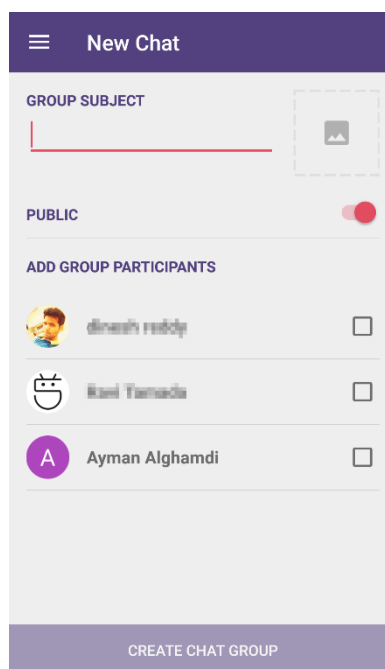 New Chat
GROUP SUBJECT
PUBLIC
ADD GROUP PARTICIPANTS
A Ayman Alghamdi
CREATE CHAT GROUP